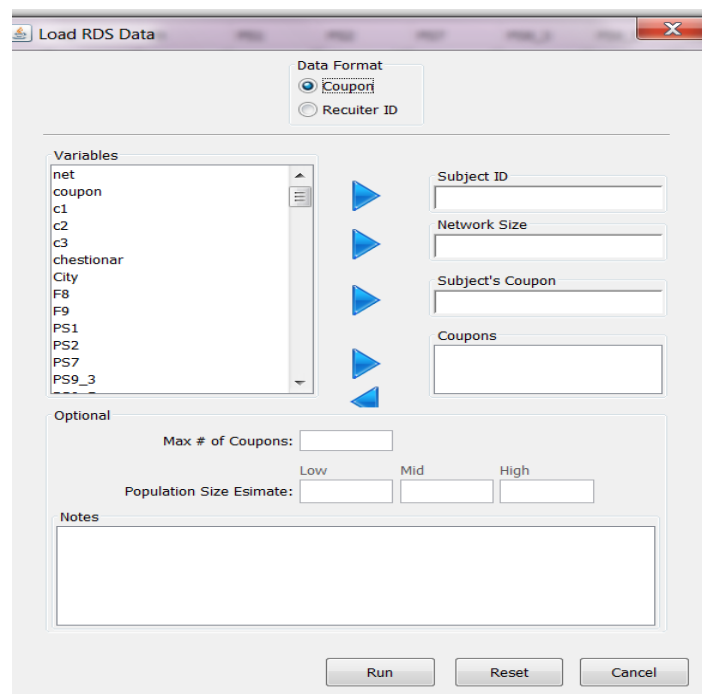 Load RDS Data
Data Format
Coupon
Recuiter ID
Variables
net
coupon
c1
c2
c3
chestionar
City
F8
F9
PS1
PS2
PS7
PS9_3
Subject ID
Network Size
Subject's Coupon
Coupons
Optional
Max # of Coupons:
Low Mid High
Population Size Esimate:
Notes
Run Reset Cancel